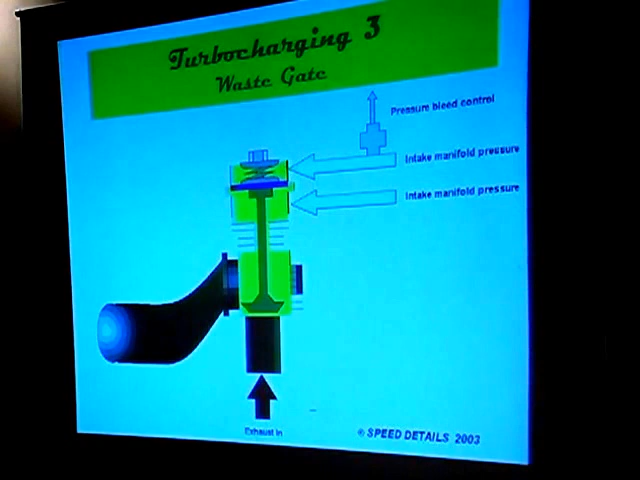 Turbocharging 3
Waste Gate
Pressure bleed control
Intake manifold pressure
Intake manifold pressure
Exhaust in
© SPEED DETAILS 2003